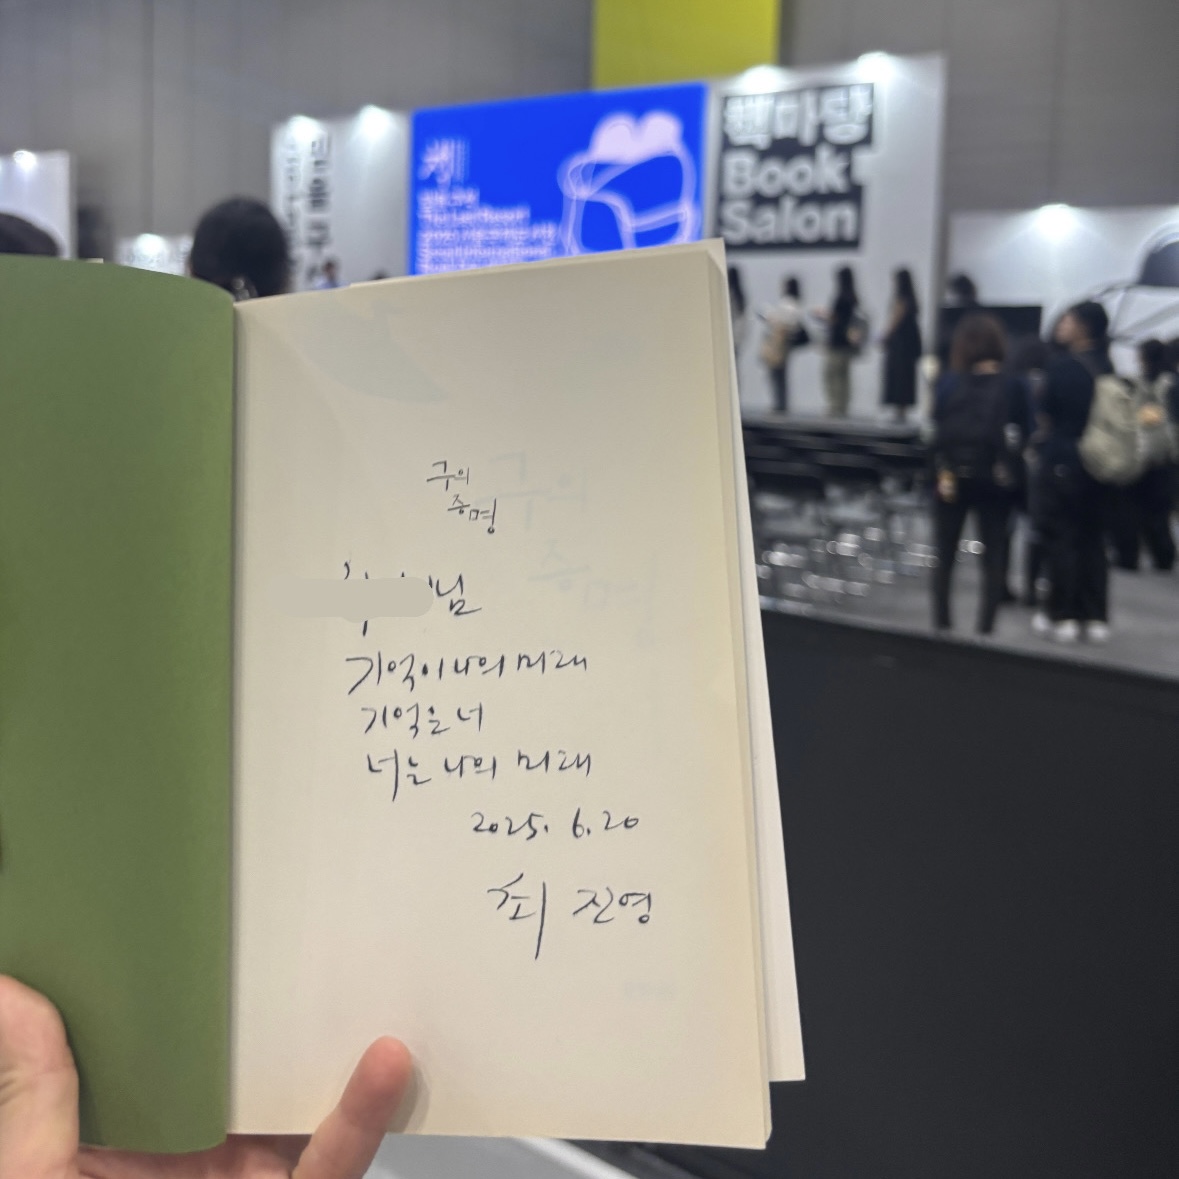 책마당
Book
Salon
구의
증명
님
기억이 나의 미래
기억은 너
너는 나의 미래
2025. 6. 20
최 진영